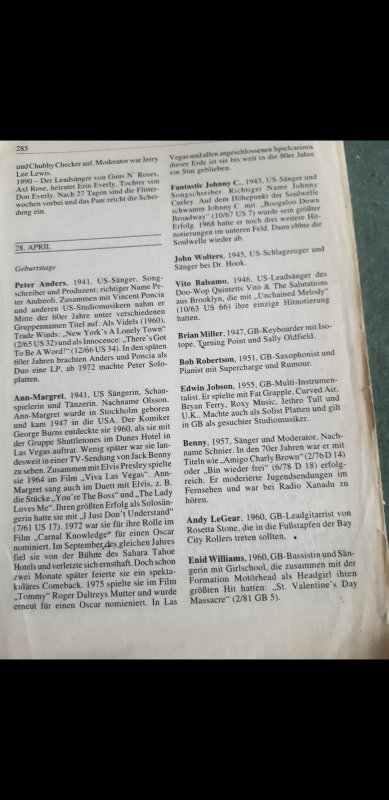 285
und Chubby Checker auf. Moderator war Jerry
Lee Lewis.
1990 – Der Leadsänger von Guns N' Roses,
Axl Rose, heiratet Erin Everly, Tochter von
Don Everly. Nach 27 Tagen sind die Flitter-
wochen vorbei und das Paar reicht die Schei-
dung ein.
28. APRIL
Geburtstage
Peter Anders, 1941, US-Sänger, Song-
schreiber und Produzent; richtiger Name Pe-
ter Andreoli. Zusammen mit Vincent Poncia
und anderen US-Studiomusikern nahm er
Mitte der 60er Jahre unter verschiedenen
Gruppennamen Titel auf. Als Videls (1960),
Trade Winds: „New York's A Lonely Town"
(2/65 US 32) und als Innocence: „There's Got
To Be A Word!" (12/66 US 34). In den späten
60er Jahren brachten Anders und Poncia als
Duo eine LP, ab 1972 machte Peter Solo-
platten.
Ann-Margret, 1941, US Sängerin, Schau-
spielerin und Tänzerin. Nachname Olsson.
Ann-Margret wurde in Stockholm geboren
und kam 1947 in die USA. Der Komiker
George Burns entdeckte sie 1960, als sie mit
der Gruppe Shuttletones im Dunes Hotel in
Las Vegas auftrat. Wenig später war sie lan-
desweit in einer TV-Sendung von Jack Benny
zu sehen. Zusammen mit Elvis Presley spielte
sie 1964 im Film „Viva Las Vegas". Ann-
Margret sang auch im Duett mit Elvis, z. B.
die Stücke „You're The Boss" und „The Lady
Loves Me". Ihren größten Erfolg als Solosän-
gerin hatte sie mit „I Just Don't Understand"
(7/61 US 17). 1972 war sie für ihre Rolle im
Film „Carnal Knowledge" für einen Oscar
nominiert. Im September des gleichen Jahres
fiel sie von der Bühne des Sahara Tahoe
Hotels und verletzte sich ernsthaft. Doch schon
zwei Monate später feierte sie ein spekta-
kuläres Comeback. 1975 spielte sie im Film
„Tommy" Roger Daltreys Mutter und wurde
erneut für einen Oscar nomieniert. In Las
Vegas und allen angeschlossenen Spielcasinos
dieser Erde ist sie bis weit in die 80er Jahre
ein Star geblieben.
Fantastic Johnny C., 1943, US-Sänger und
Songschreiber. Richtiger Name Johnny
Curley. Auf dem Höhepunkt der Soulwelle
schwamm Johnny C. mit. „Boogaloo Down
Broadway" (10/67 US 7) wurde sein größter
Erfolg. 1968 hatte er noch drei weitere Hit-
notierungen im unteren Feld. Dann ebbte die
Soulwelle wieder ab.
John Wolters, 1945, US-Schlagzeuger und
Sänger bei Dr. Hook.
Vito Balsamo, 1946, US-Leadsänger des
Doo-Wop Quintetts Vito & The Salutations
aus Brooklyn, die mit „Unchained Melody"
(10/63 US 66) ihre einzige Hitnotierung
hatten.
Brian Miller, 1947, GB-Keyboarder mit Iso-
tope, Turning Point und Sally Oldfield.
Bob Robertson, 1951, GB-Saxophonist und
Pianist mit Supercharge und Rumour.
Edwin Jobson, 1955, GB-Multi-Instrumen-
talist. Er spielte mit Fat Grapple, Curved Air,
Bryan Ferry, Roxy Music, Jethro Tull und
U.K.. Machte auch als Solist Platten und gilt
in GB als gesuchter Studiomusiker.
Benny, 1957, Sänger und Moderator, Nach-
name Schnier. In den 70er Jahren war er mit
Titeln wie „Amigo Charly Brown" (2/76 D 14)
oder „Bin wieder frei" (6/78 D 18) erfolg-
reich. Er moderierte Jugendsendungen im
Fernsehen und war bei Radio Xanadu zu
hören.
Andy LeGear, 1960, GB-Leadgitarrist von
Rosetta Stone, die in die Fußstapfen der Bay
City Rollers treten sollten.
Enid Williams, 1960, GB-Bassistin und Sän-
gerin mit Girlschool, die zusammen mit der
Formation Motörhead als Headgirl ihren
größten Hit hatten: „St. Valentine's Day
Massacre" (2/81 GB 5).